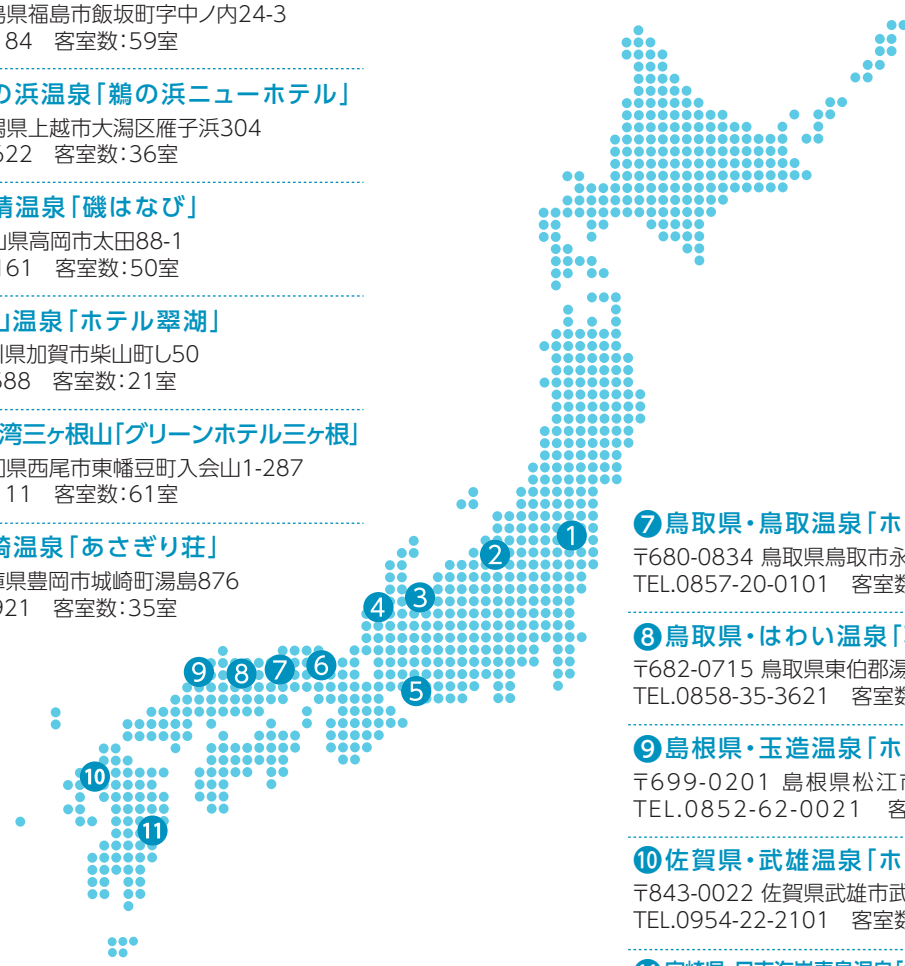 県福島市飯坂町字中ノ内24-3
184 客室数:59室
の浜温泉「鵜の浜ニューホテル」
県上越市大潟区雁子浜304
622 客室数:36室
晴温泉「磯はなび」
県高岡市太田88-1
161 客室数:50室
山温泉「ホテル翠湖」
県加賀市柴山町し50
588 客室数:21室
湾三ヶ根山「グリーンホテル三ヶ根」
県西尾市東幡豆町入会山1-287
111 客室数:61室
崎温泉「あさぎり荘」
県豊岡市城崎町湯島876
921 客室数:35室
1
2
3
4
5
6
7
8
9
10
11
❼鳥取県・鳥取温泉「ホ
〒680-0834 鳥取県鳥取市永
TEL.0857-20-0101 客室数
❽鳥取県・はわい温泉「
〒682-0715 鳥取県東伯郡湯
TEL.0858-35-3621 客室数
❾島根県・玉造温泉「ホ
〒699-0201 島根県松江市
TEL.0852-62-0021 客
❿佐賀県・武雄温泉「ホ
〒843-0022 佐賀県武雄市武
TEL.0954-22-2101 客室数